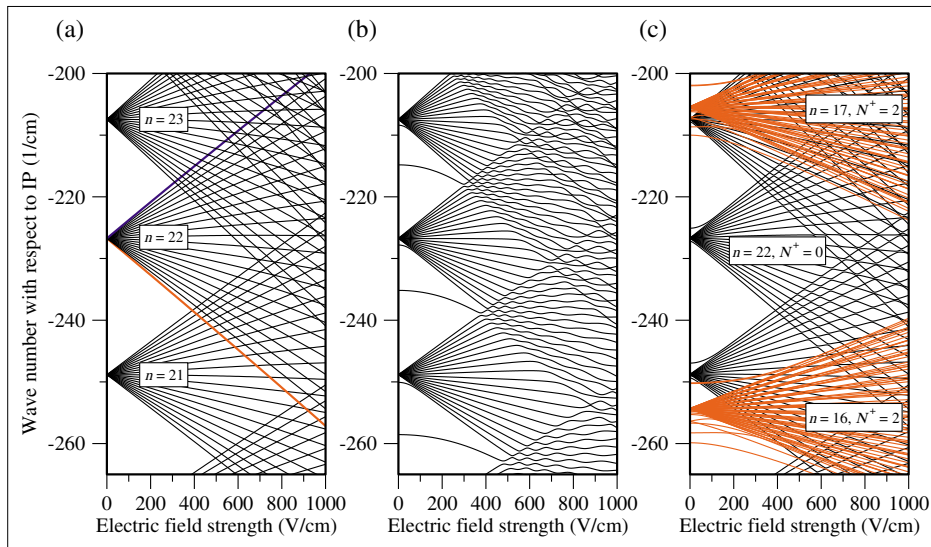 (a) (b) (c)
Wave number with respect to IP (1/cm)
-200 -200 -200
n = 23
n = 17, N⁺ = 2
-220 -220 -220
n = 22
n = 22, N⁺ = 0
-240 -240 -240
n = 21
n = 16, N⁺ = 2
-260 -260 -260
0 200 400 600 800 1000 0 200 400 600 800 1000 0 200 400 600 800 1000
Electric field strength (V/cm) Electric field strength (V/cm) Electric field strength (V/cm)